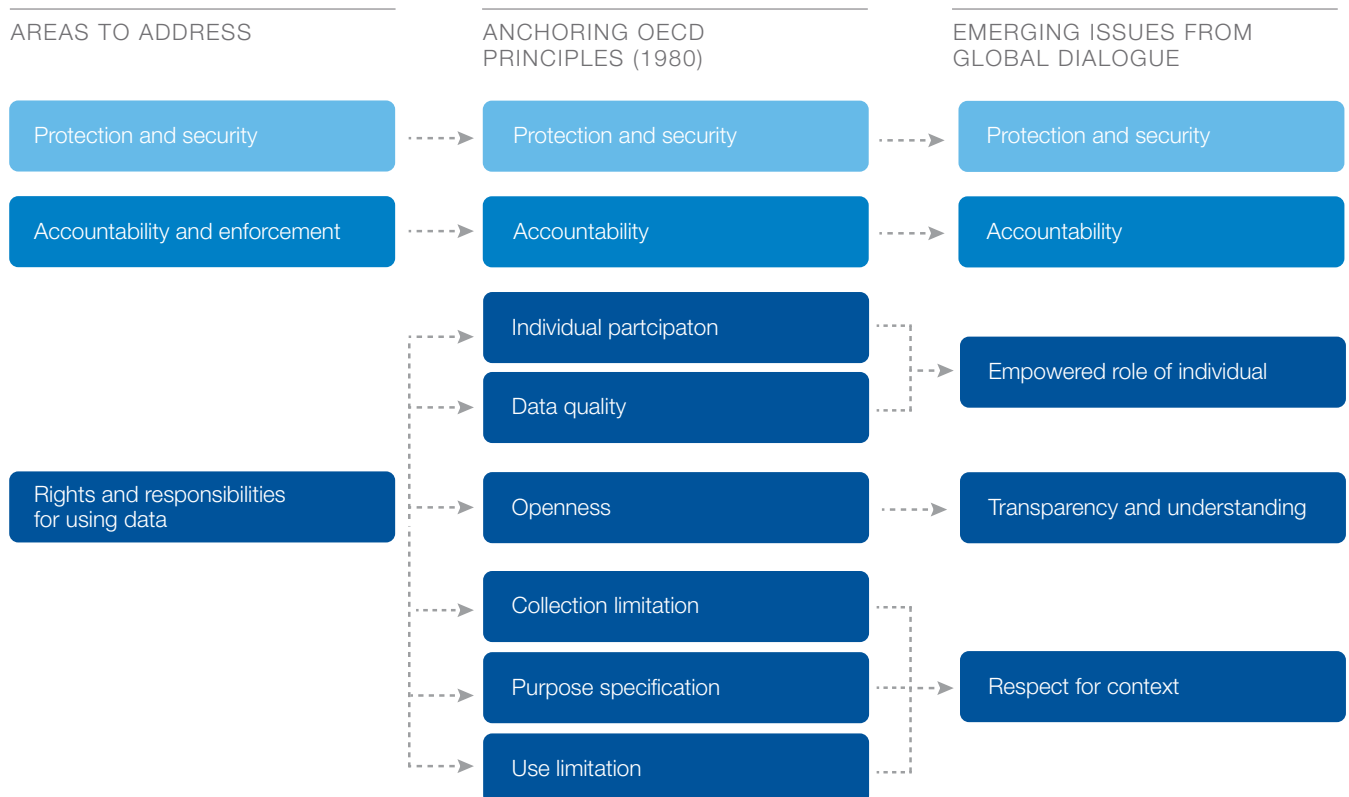 AREAS TO ADDRESS
ANCHORING OECD
PRINCIPLES (1980)
EMERGING ISSUES FROM
GLOBAL DIALOGUE
Protection and security
Protection and security
Protection and security
Accountability and enforcement
Accountability
Accountability
Individual partcipaton
Data quality
Empowered role of individual
Rights and responsibilities
for using data
Openness
Transparency and understanding
Collection limitation
Purpose specification
Use limitation
Respect for context